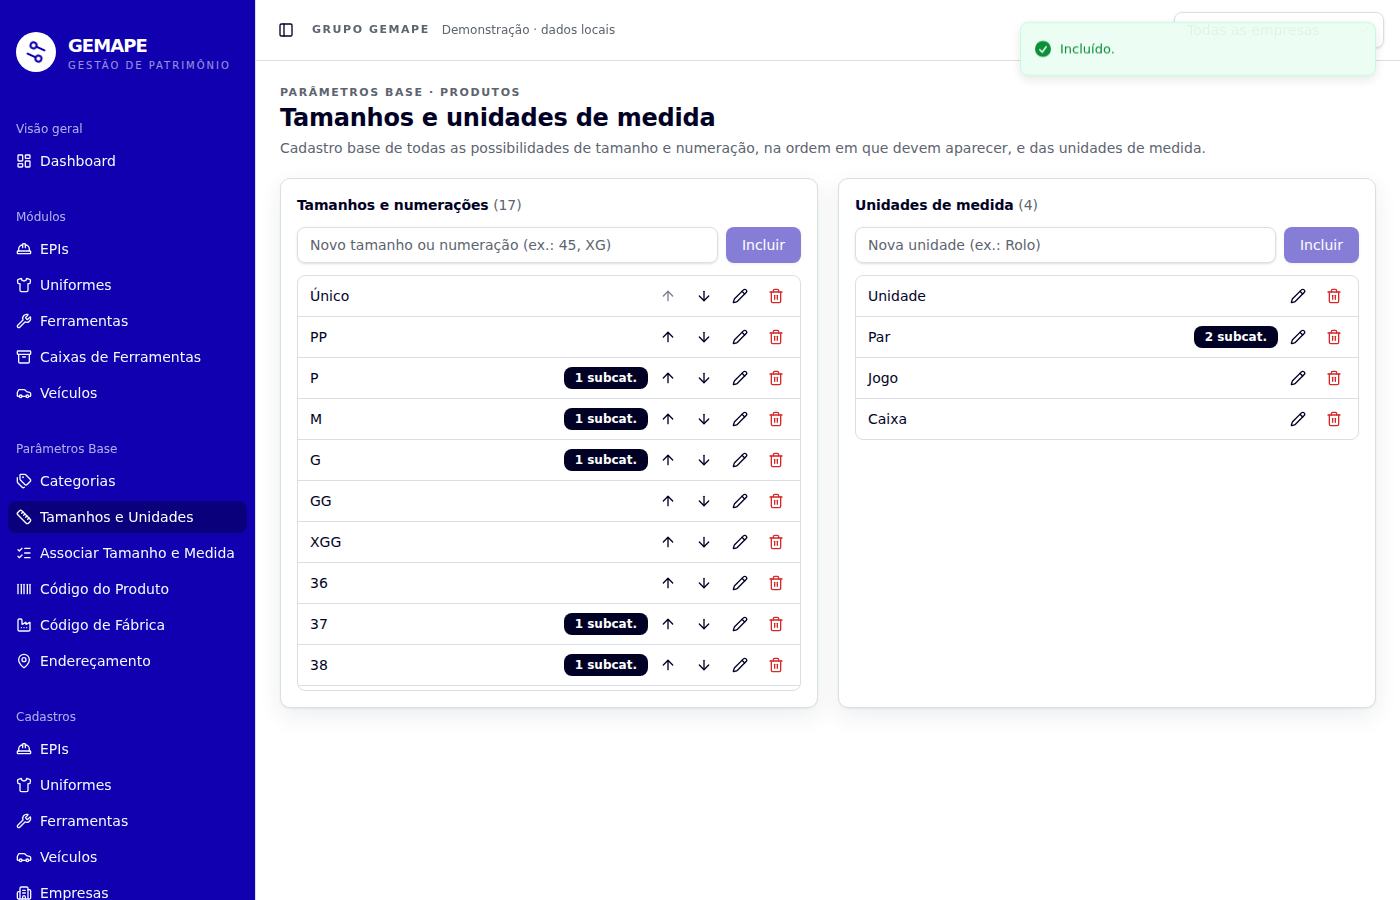 GEMAPE
GESTÃO DE PATRIMÔNIO
Visão geral
Dashboard
Módulos
EPIs
Uniformes
Ferramentas
Caixas de Ferramentas
Veículos
Parâmetros Base
Categorias
Tamanhos e Unidades
Associar Tamanho e Medida
Código do Produto
Código de Fábrica
Endereçamento
Cadastros
EPIs
Uniformes
Ferramentas
Veículos
Empresas
GRUPO GEMAPE Demonstração · dados locais
Todas as empresas
Incluído.
PARÂMETROS BASE · PRODUTOS
Tamanhos e unidades de medida
Cadastro base de todas as possibilidades de tamanho e numeração, na ordem em que devem aparecer, e das unidades de medida.
Tamanhos e numerações (17)
Novo tamanho ou numeração (ex.: 45, XG) Incluir
Único
PP
P 1 subcat.
M 1 subcat.
G 1 subcat.
GG
XGG
36
37 1 subcat.
38 1 subcat.
Unidades de medida (4)
Nova unidade (ex.: Rolo) Incluir
Unidade
Par 2 subcat.
Jogo
Caixa